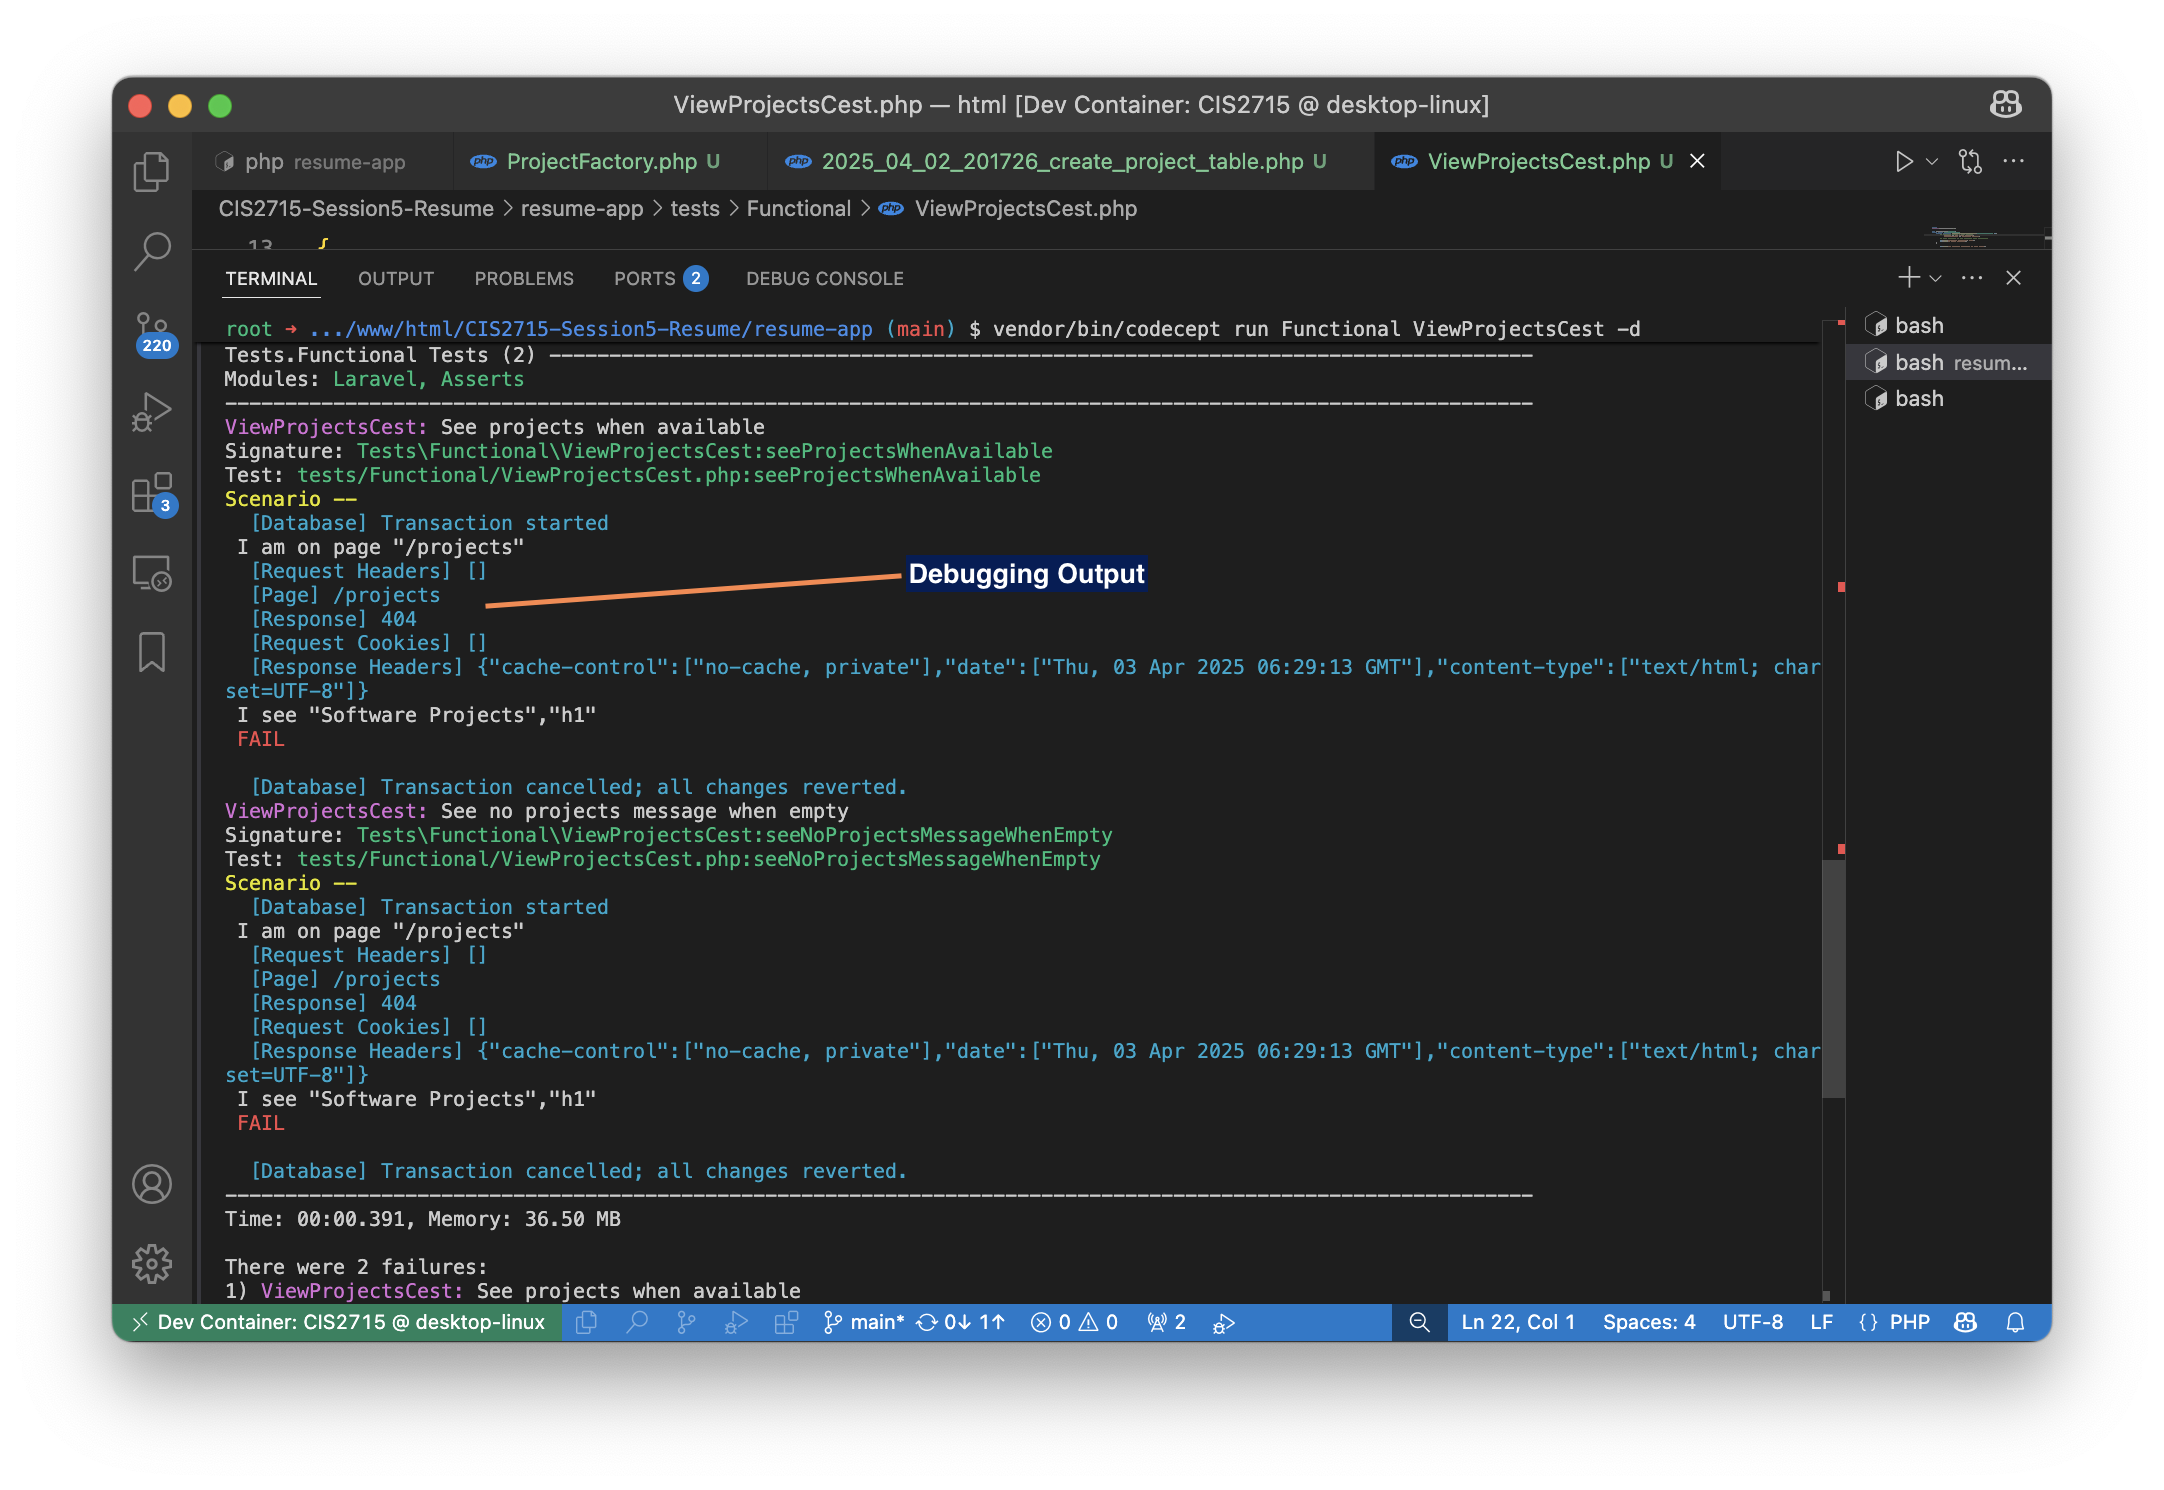 ViewProjectsCest.php — html [Dev Container: CIS2715 @ desktop-linux]
php resume-app
ProjectFactory.php U
2025_04_02_201726_create_project_table.php U
ViewProjectsCest.php U
CIS2715-Session5-Resume > resume-app > tests > Functional > ViewProjectsCest.php
13 {
TERMINAL OUTPUT PROBLEMS PORTS 2 DEBUG CONSOLE
root → .../www/html/CIS2715-Session5-Resume/resume-app (main) $ vendor/bin/codecept run Functional ViewProjectsCest -d
Tests.Functional Tests (2) ----------------------------------------------------------------------------------
Modules: Laravel, Asserts
-------------------------------------------------------------------------------------------------------------
ViewProjectsCest: See projects when available
Signature: Tests\Functional\ViewProjectsCest:seeProjectsWhenAvailable
Test: tests/Functional/ViewProjectsCest.php:seeProjectsWhenAvailable
Scenario --
[Database] Transaction started
I am on page "/projects"
[Request Headers] []
[Page] /projects
[Response] 404
[Request Cookies] []
[Response Headers] {"cache-control":["no-cache, private"],"date":["Thu, 03 Apr 2025 06:29:13 GMT"],"content-type":["text/html; char
set=UTF-8"]}
I see "Software Projects","h1"
FAIL
[Database] Transaction cancelled; all changes reverted.
ViewProjectsCest: See no projects message when empty
Signature: Tests\Functional\ViewProjectsCest:seeNoProjectsMessageWhenEmpty
Test: tests/Functional/ViewProjectsCest.php:seeNoProjectsMessageWhenEmpty
Scenario --
[Database] Transaction started
I am on page "/projects"
[Request Headers] []
[Page] /projects
[Response] 404
[Request Cookies] []
[Response Headers] {"cache-control":["no-cache, private"],"date":["Thu, 03 Apr 2025 06:29:13 GMT"],"content-type":["text/html; char
set=UTF-8"]}
I see "Software Projects","h1"
FAIL
[Database] Transaction cancelled; all changes reverted.
-------------------------------------------------------------------------------------------------------------
Time: 00:00.391, Memory: 36.50 MB
There were 2 failures:
1) ViewProjectsCest: See projects when available
Debugging Output
bash
bash resum...
bash
220
3
Dev Container: CIS2715 @ desktop-linux
main* 0↓ 1↑ 0 0 2
Ln 22, Col 1 Spaces: 4 UTF-8 LF {} PHP